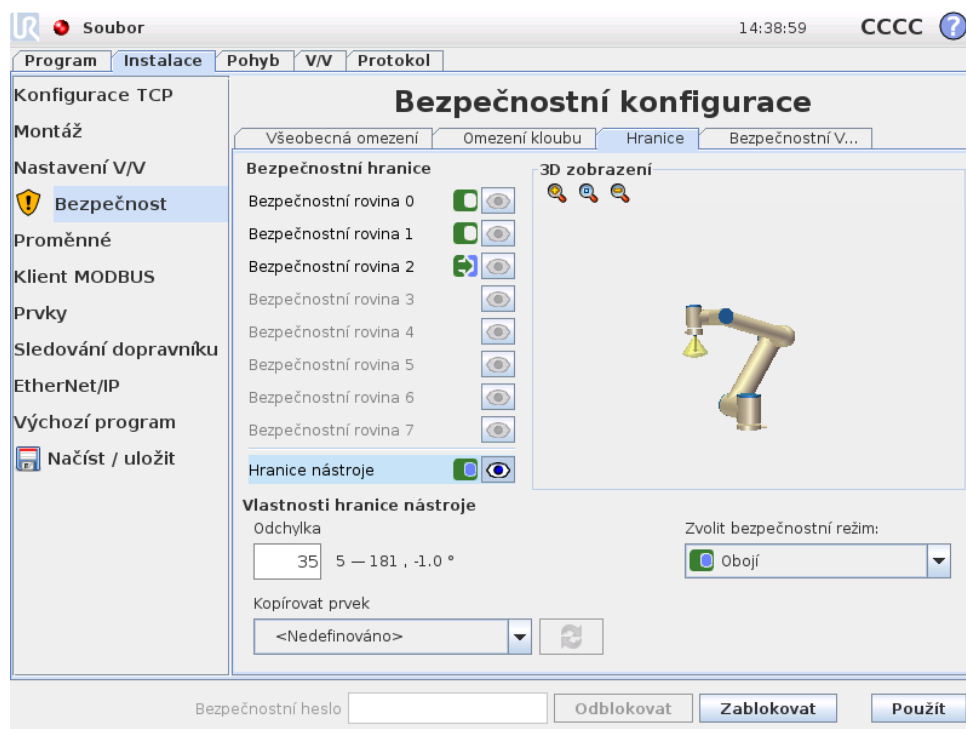 UR Soubor 14:38:59 CCCC ?
Program Instalace Pohyb V/V Protokol
Konfigurace TCP
Montáž
Nastavení V/V
Bezpečnost
Proměnné
Klient MODBUS
Prvky
Sledování dopravníku
EtherNet/IP
Výchozí program
Načíst / uložit
Bezpečnostní konfigurace
Všeobecná omezení Omezení kloubu Hranice Bezpečnostní V...
Bezpečnostní hranice
Bezpečnostní rovina 0
Bezpečnostní rovina 1
Bezpečnostní rovina 2
Bezpečnostní rovina 3
Bezpečnostní rovina 4
Bezpečnostní rovina 5
Bezpečnostní rovina 6
Bezpečnostní rovina 7
Hranice nástroje
3D zobrazení
Vlastnosti hranice nástroje
Odchylka
35 5 — 181 , -1.0 °
Zvolit bezpečnostní režim:
Obojí
Kopírovat prvek
<Nedefinováno>
Bezpečnostní heslo Odblokovat Zablokovat Použít